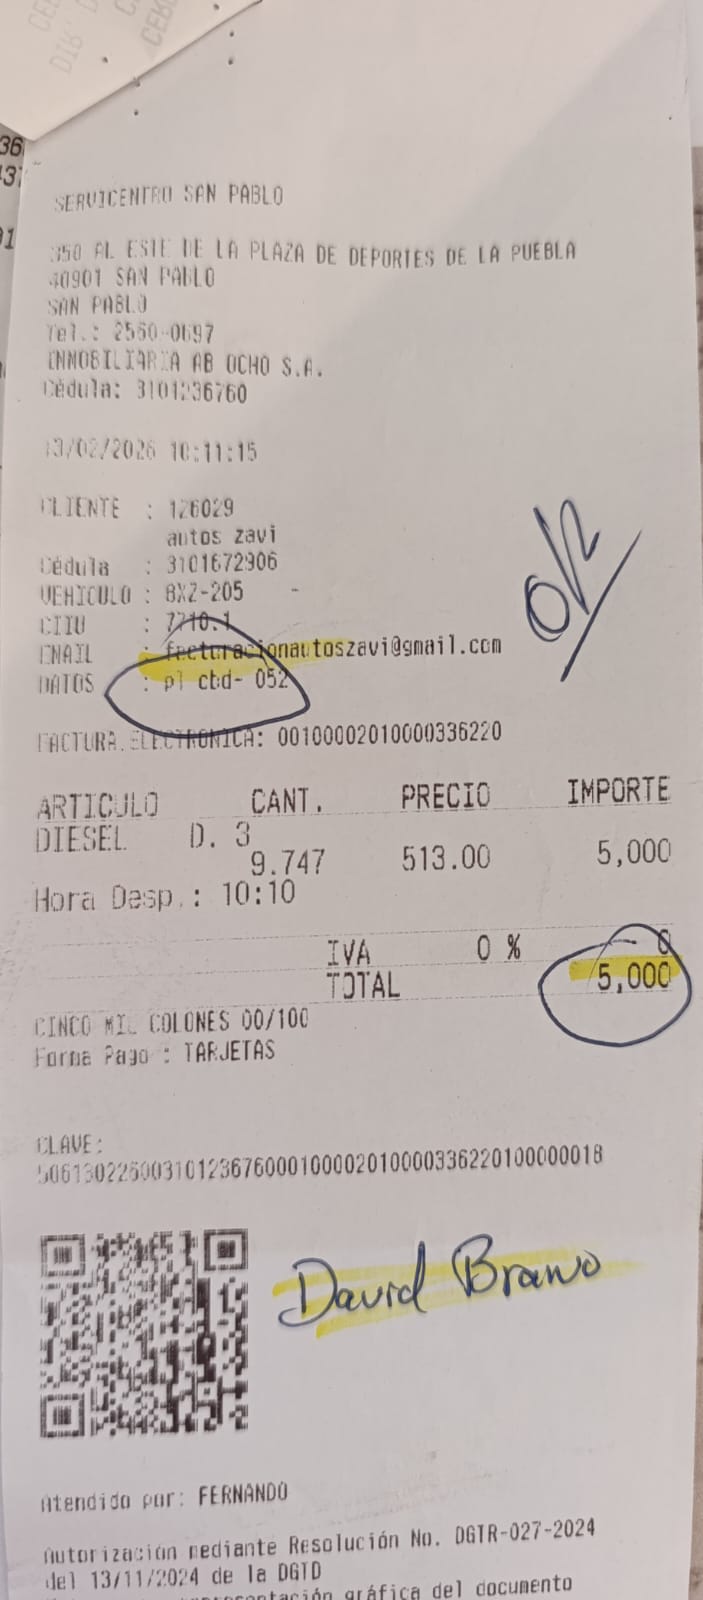 SERVICENTRO SAN PABLO
350 AL ESTE DE LA PLAZA DE DEPORTES DE LA PUEBLA
40901 SAN PABLO
SAN PABLO
Tel.: 2560-0697
INMOBILIARIA AB OCHO S.A.
Cédula: 3101236760
13/02/2026 10:11:15
CLIENTE : 126029
autos zavi
Cédula : 3101672906
VEHICULO : BXZ-205 -
CIIU : 7710.1
EMAIL : facturacionautoszavi@gmail.com
DATOS : pl cbd- 052
FACTURA ELECTRONICA: 00100002010000336220
ARTICULO CANT. PRECIO IMPORTE
DIESEL D. 3
9.747 513.00 5,000
Hora Desp.: 10:10
IVA 0 % 0
TOTAL 5,000
CINCO MIL COLONES 00/100
Forma Pago : TARJETAS
CLAVE:
50613022600310123676000100002010000336220100000018
David Bravo
Atendido por: FERNANDO
Autorización mediante Resolución No. DGTR-027-2024
del 13/11/2024 de la DGTD
gráfica del documento